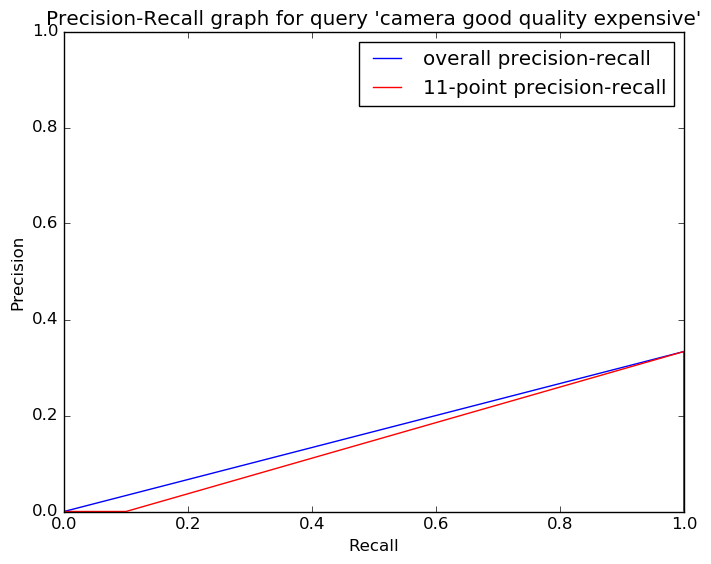 Precision-Recall graph for query 'camera good quality expensive'
overall precision-recall
11-point precision-recall
1.0
0.8
0.6
0.4
0.2
0.0
Precision
0.0 0.2 0.4 0.6 0.8 1.0
Recall